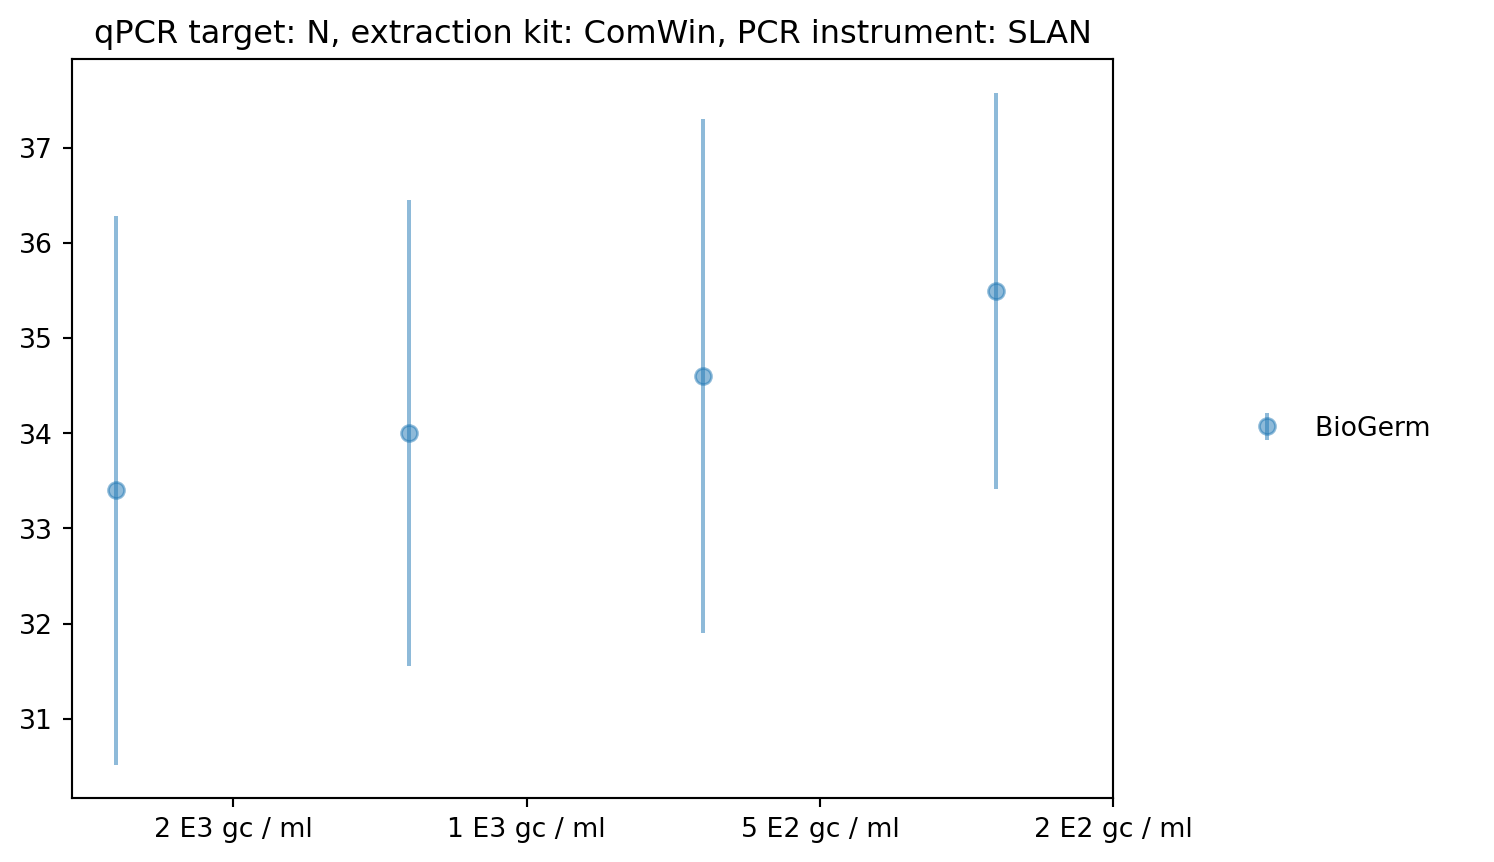 qPCR target: N, extraction kit: ComWin, PCR instrument: SLAN
37
36
35
34
33
32
31
2 E3 gc / ml
1 E3 gc / ml
5 E2 gc / ml
2 E2 gc / ml
BioGerm